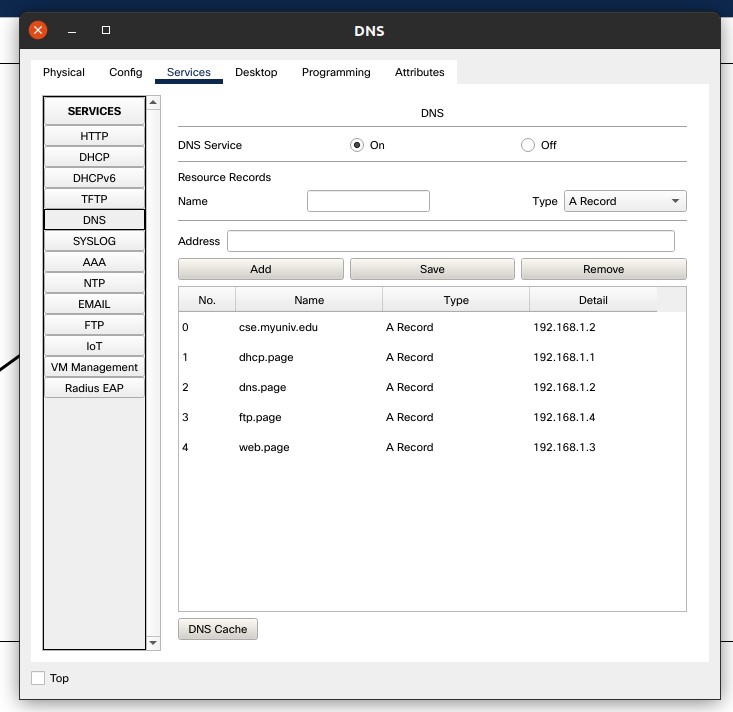 DNS
Physical Config Services Desktop Programming Attributes
SERVICES
HTTP
DHCP
DHCPv6
TFTP
DNS
SYSLOG
AAA
NTP
EMAIL
FTP
IoT
VM Management
Radius EAP
DNS
DNS Service On Off
Resource Records
Name Type A Record
Address
Add Save Remove
No. Name Type Detail
0 cse.myuniv.edu A Record 192.168.1.2
1 dhcp.page A Record 192.168.1.1
2 dns.page A Record 192.168.1.2
3 ftp.page A Record 192.168.1.4
4 web.page A Record 192.168.1.3
DNS Cache
Top